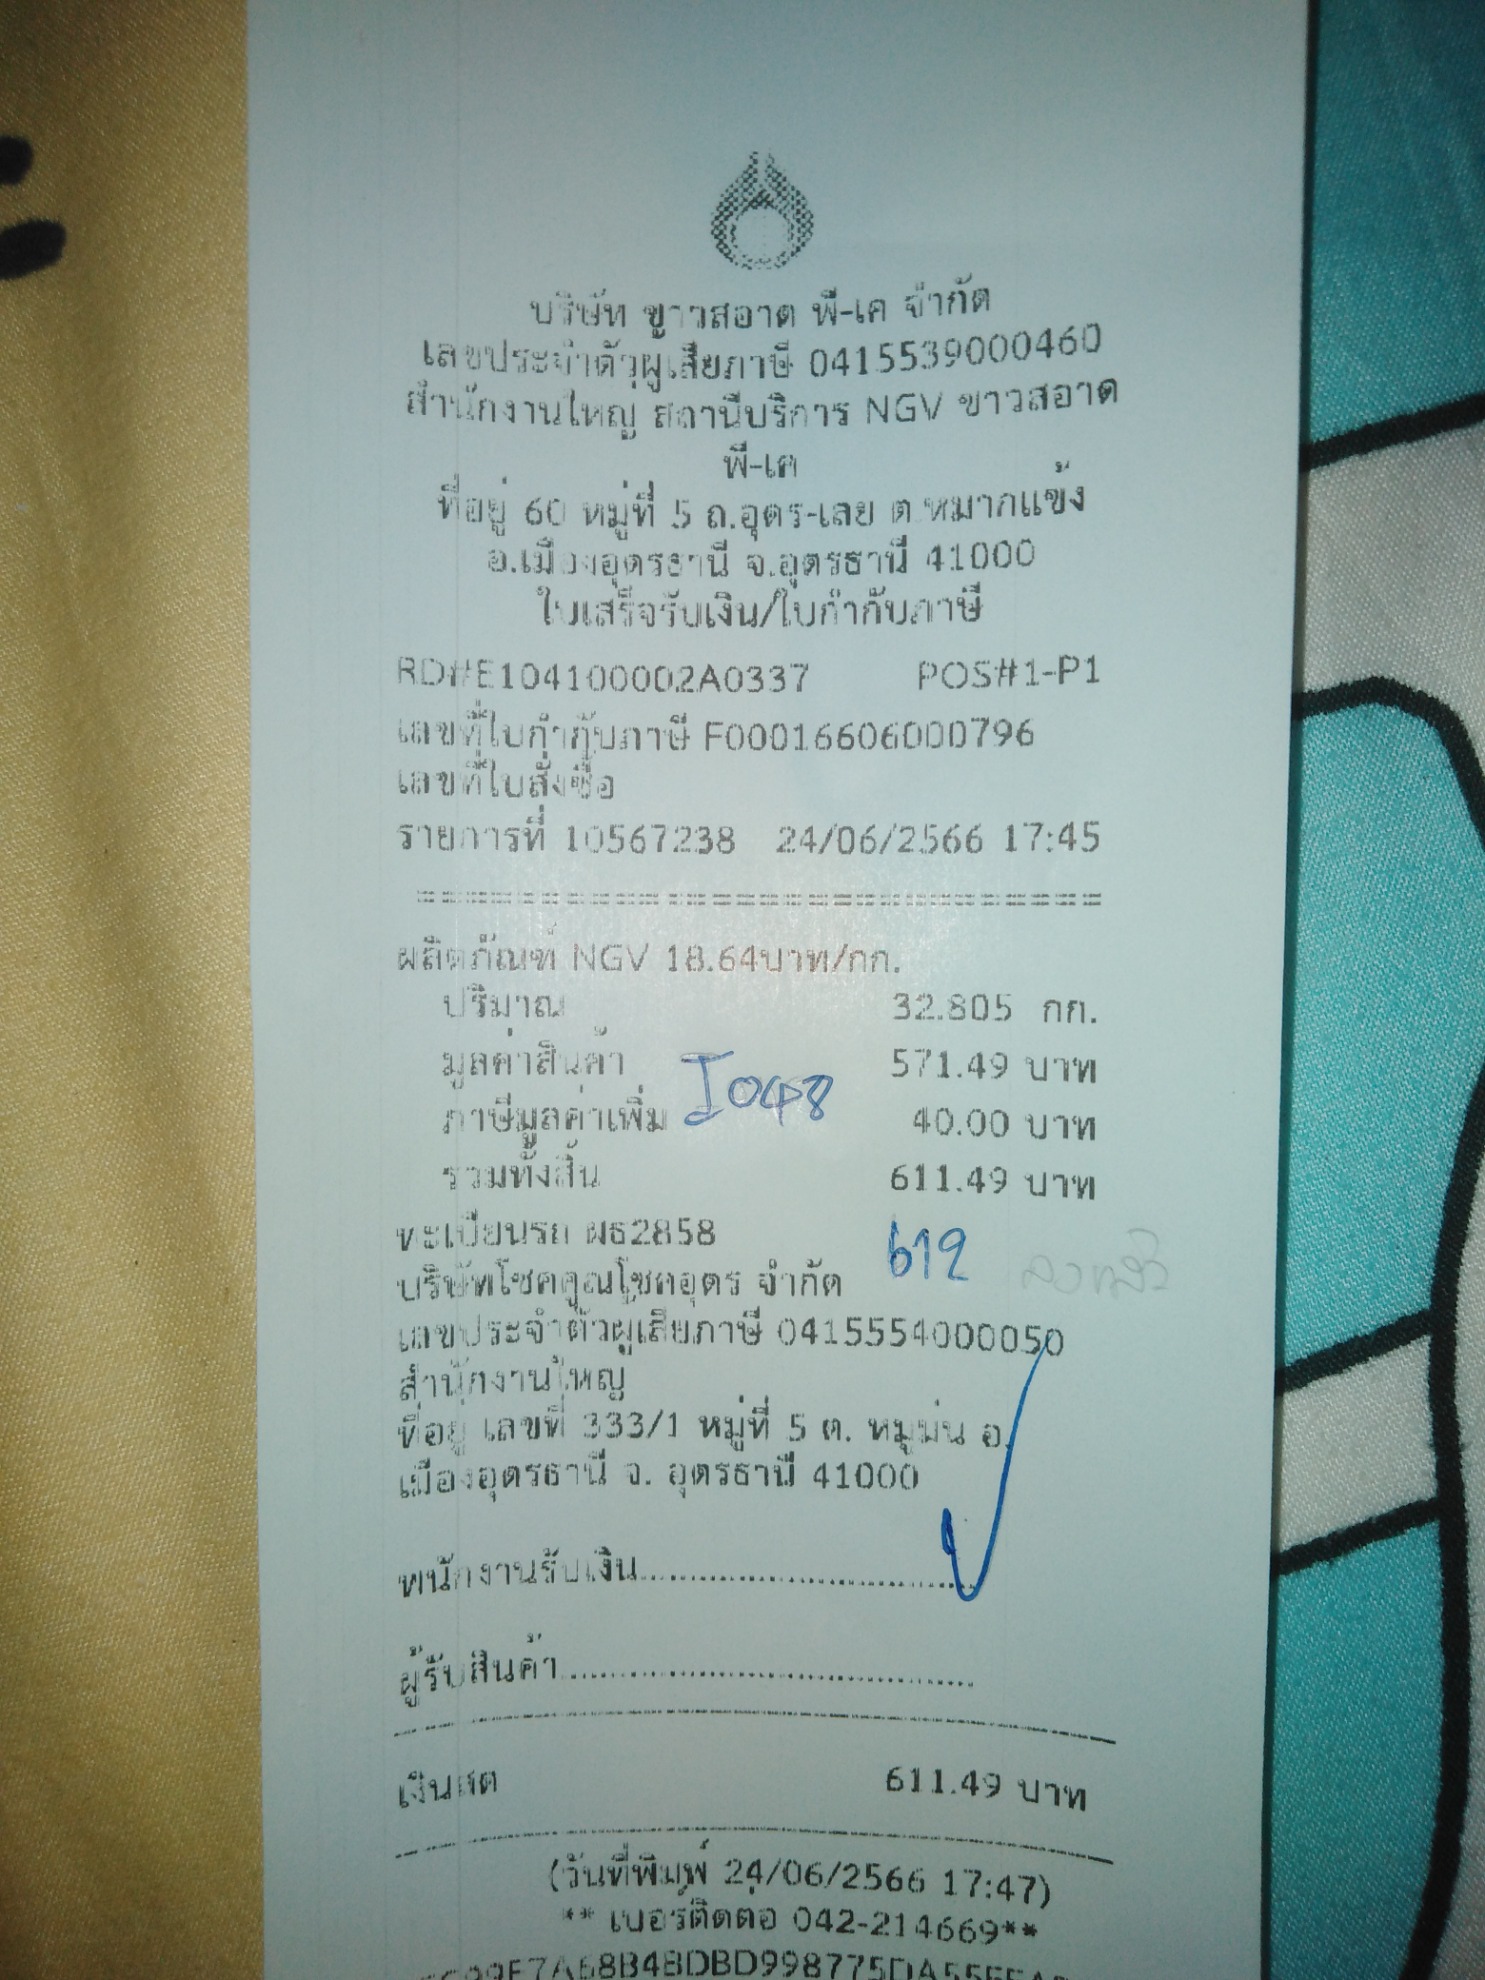 บริษัท ขาวสอาด พี-เค จำกัด
เลขประจำตัวผู้เสียภาษี 0415539000460
สำนักงานใหญ่ สถานีบริการ NGV ขาวสอาด
พี-เค
ที่อยู่ 60 หมู่ที่ 5 ถ.อุดร-เลย ต หมากแข้ง
อ.เมืองอุดรธานี จ.อุดรธานี 41000
ใบเสร็จรับเงิน/ใบกำกับภาษี
RD#E104100002A0337 POS#1-P1
เลขที่ใบกำกับภาษี F00016606000796
เลขที่ใบสั่งซื้อ
รายการที่ 10567238 24/06/2566 17:45
=============================
ผลิตภัณฑ์ NGV 18.64บาท/กก.
ปริมาณ 32.805 กก.
มูลค่าสินค้า 571.49 บาท
I048
ภาษีมูลค่าเพิ่ม 40.00 บาท
รวมทั้งสิ้น 611.49 บาท
ทะเบียนรถ ผธ2858
612
บริษัทโชคคูณโชคอุดร จำกัด
เลขประจำตัวผู้เสียภาษี 0415554000050
สำนักงานใหญ่
ที่อยู่ เลขที่ 333/1 หมู่ที่ 5 ต. หมูม่น อ.
เมืองอุดรธานี จ. อุดรธานี 41000
พนักงานรับเงิน................................
ผู้รับสินค้า.......................................
เงินสด 611.49 บาท
(วันที่พิมพ์ 24/06/2566 17:47)
** เบอร์ติดต่อ 042-214669**